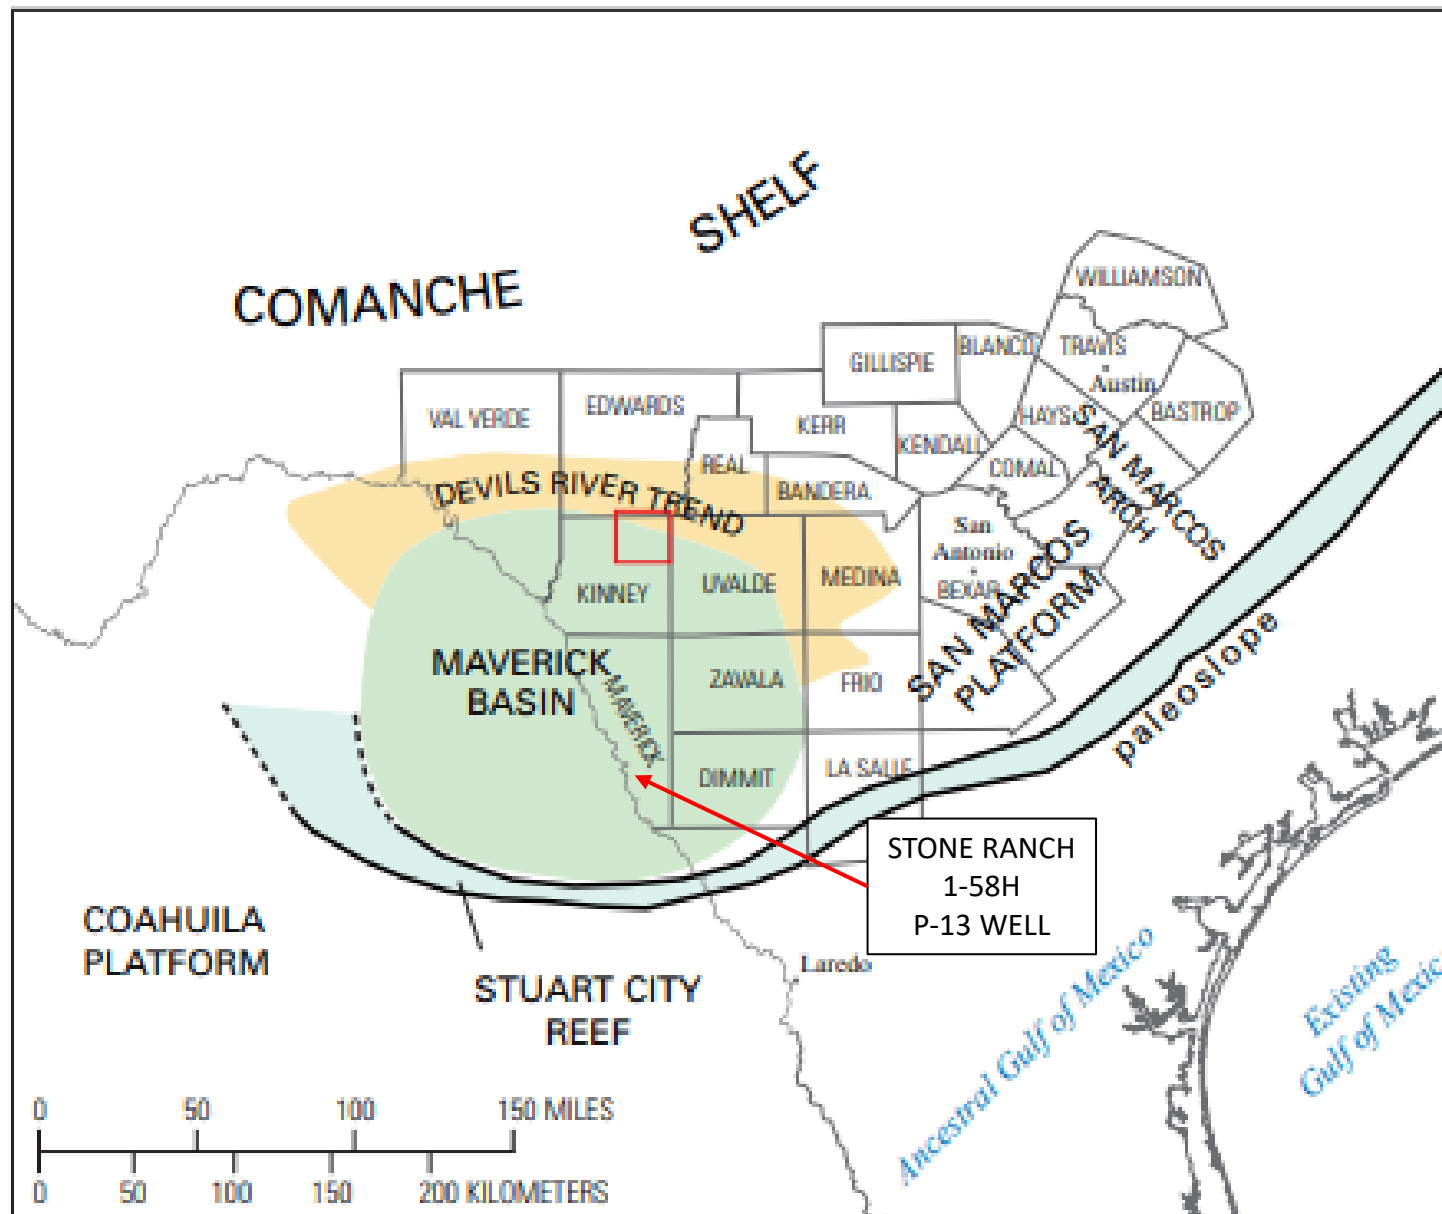 SHELF
COMANCHE
WILLIAMSON
GILLISPIE
BLANCO
TRAVIS
Austin
VAL VERDE
EDWARDS
KERR
HAYS
BASTROP
KENDALL
SAN MARCOS
ARCH
REAL
COMAL
DEVILS RIVER TREND
BANDERA
San
Antonio
BEXAR
KINNEY
UVALDE
MEDINA
SAN MARCOS
PLATFORM
MAVERICK
BASIN
MAVERICK
ZAVALA
FRIO
paleoslope
DIMMIT
LA SALLE
STONE RANCH
1-58H
P-13 WELL
COAHUILA
PLATFORM
STUART CITY
REEF
Laredo
Ancestral Gulf of Mexico
Existing
Gulf of Mexic
0 50 100 150 MILES
0 50 100 150 200 KILOMETERS